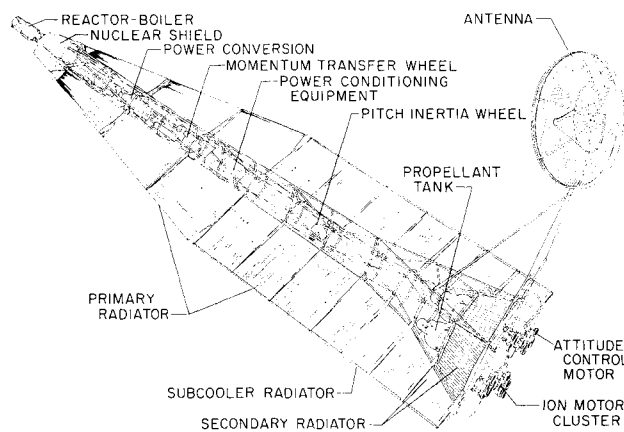 REACTOR-BOILER
NUCLEAR SHIELD
POWER CONVERSION
MOMENTUM TRANSFER WHEEL
POWER CONDITIONING
EQUIPMENT
PITCH INERTIA WHEEL
ANTENNA
PROPELLANT
TANK
PRIMARY
RADIATOR
SUBCOOLER RADIATOR
SECONDARY RADIATOR
ATTITUDE
CONTROL
MOTOR
ION MOTOR
CLUSTER